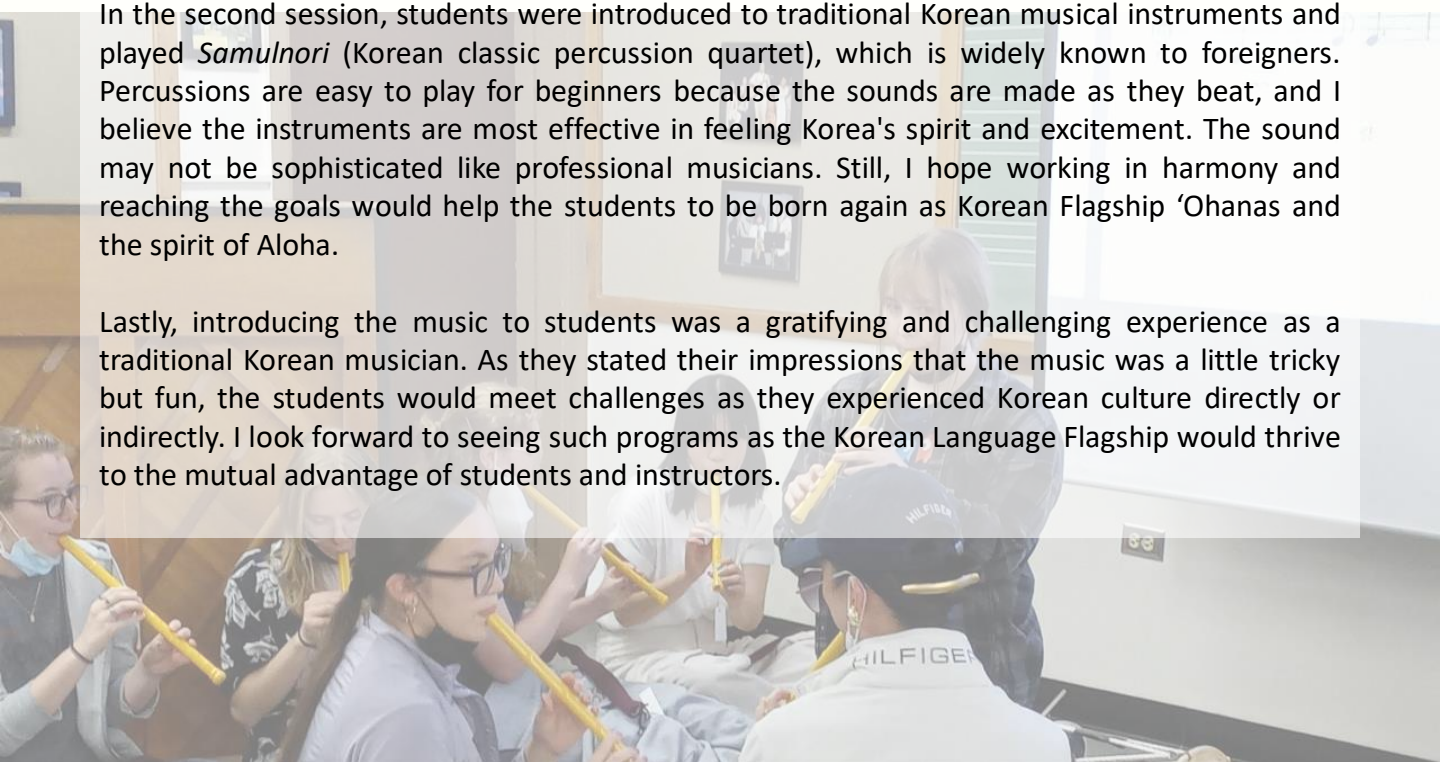 In the second session, students were introduced to traditional Korean musical instruments and
played Samulnori (Korean classic percussion quartet), which is widely known to foreigners.
Percussions are easy to play for beginners because the sounds are made as they beat, and I
believe the instruments are most effective in feeling Korea's spirit and excitement. The sound
may not be sophisticated like professional musicians. Still, I hope working in harmony and
reaching the goals would help the students to be born again as Korean Flagship ‘Ohanas and
the spirit of Aloha.
Lastly, introducing the music to students was a gratifying and challenging experience as a
traditional Korean musician. As they stated their impressions that the music was a little tricky
but fun, the students would meet challenges as they experienced Korean culture directly or
indirectly. I look forward to seeing such programs as the Korean Language Flagship would thrive
to the mutual advantage of students and instructors.
HILFIGER
HILFIGER